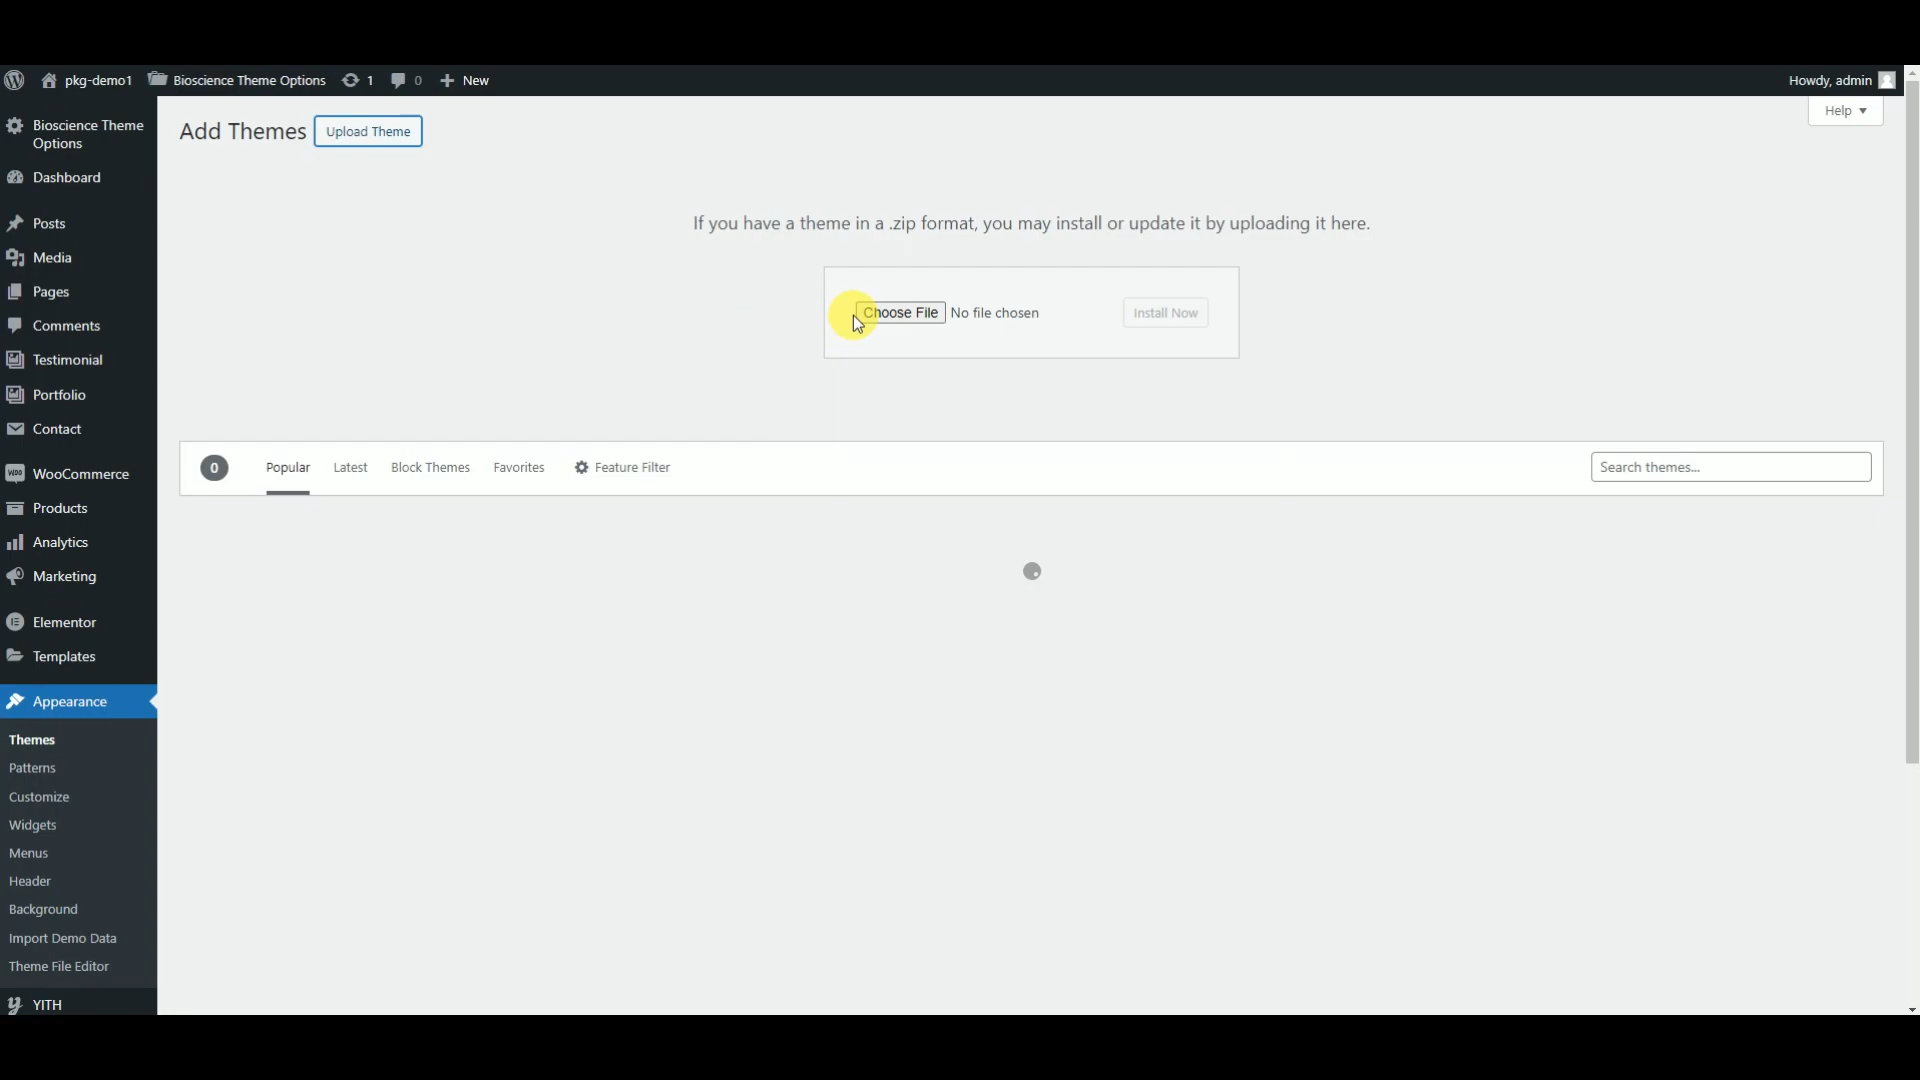 pkg-demo1 Bioscience Theme Options 1 0 New Howdy, admin
Help
Bioscience Theme
Options
Dashboard
Posts
Media
Pages
Comments
Testimonial
Portfolio
Contact
WooCommerce
Products
Analytics
Marketing
Elementor
Templates
Appearance
Themes
Patterns
Customize
Widgets
Menus
Header
Background
Import Demo Data
Theme File Editor
YITH
Add Themes Upload Theme
If you have a theme in a .zip format, you may install or update it by uploading it here.
Choose File No file chosen Install Now
0 Popular Latest Block Themes Favorites Feature Filter Search themes...